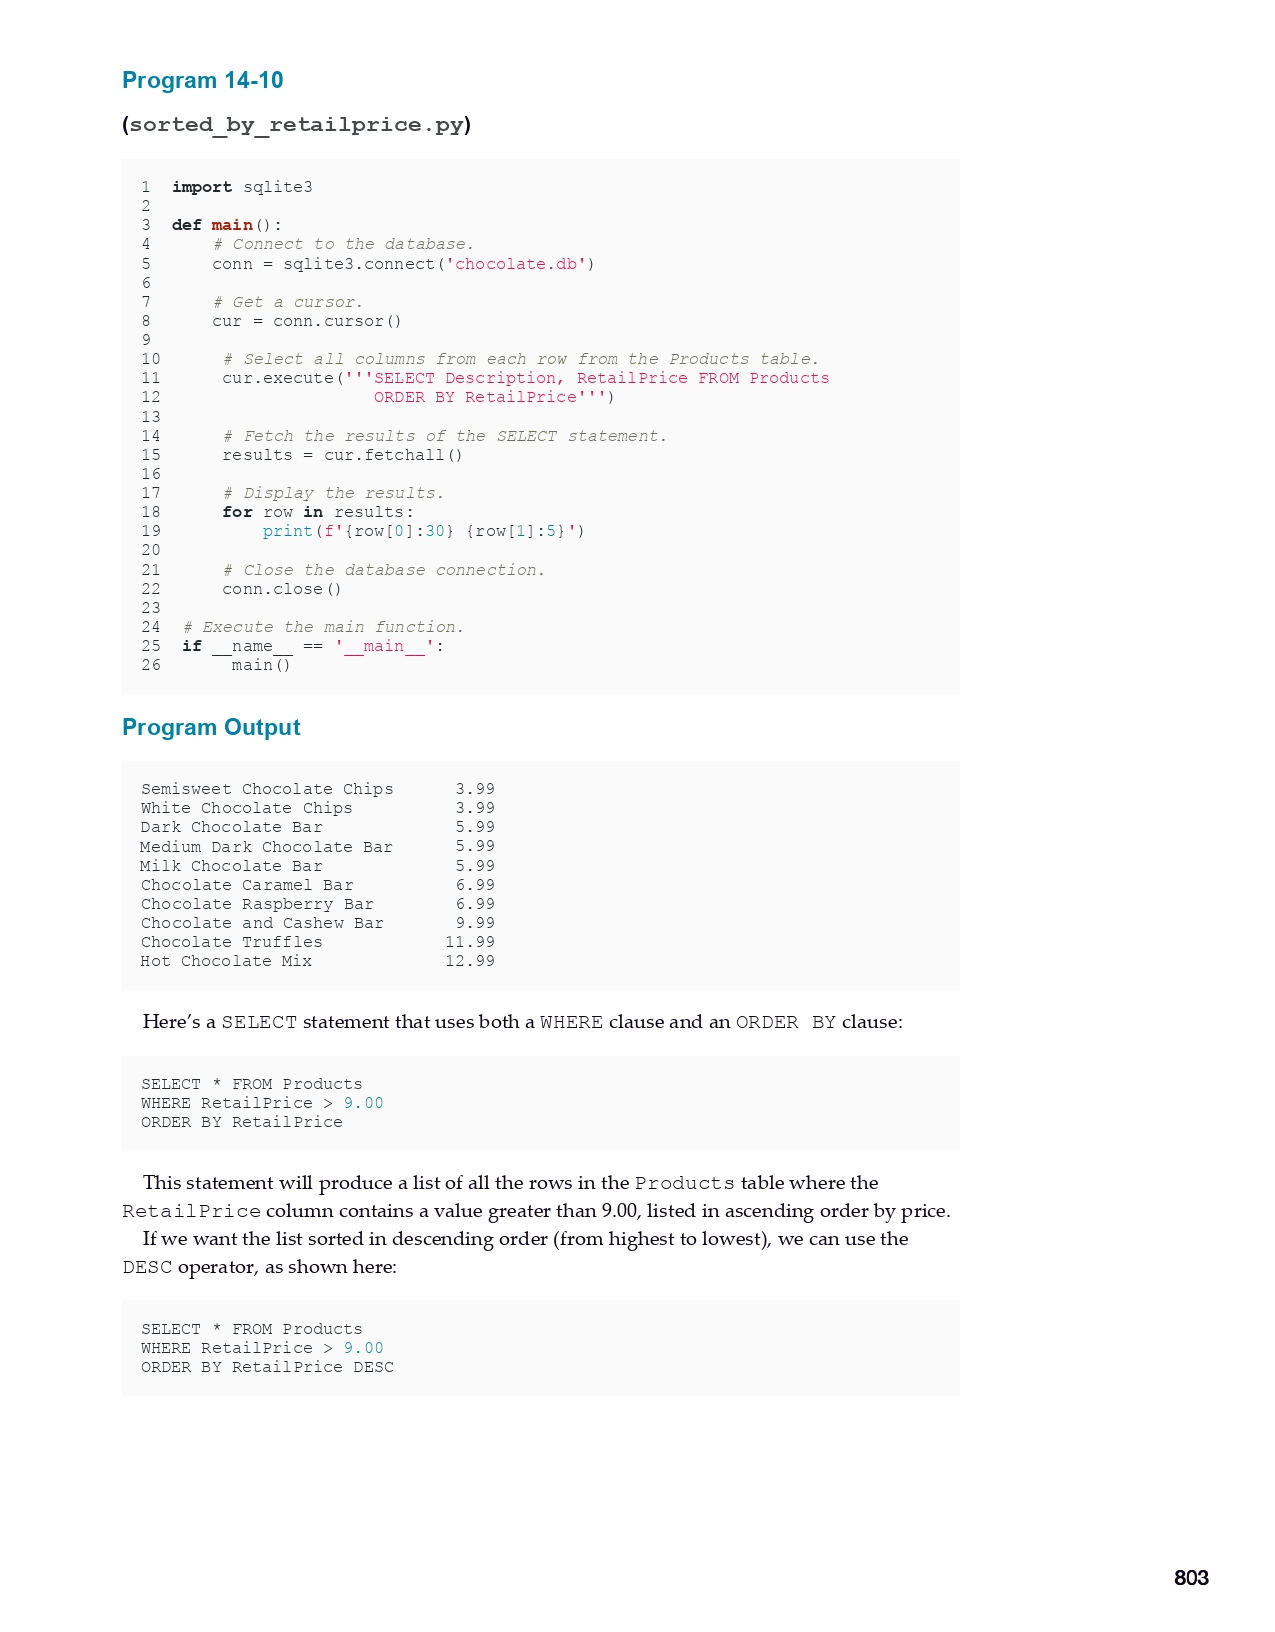 Program 14-10
(sorted_by_retailprice.py)
1  import sqlite3
2
3  def main():
4      # Connect to the database.
5      conn = sqlite3.connect('chocolate.db')
6
7      # Get a cursor.
8      cur = conn.cursor()
9
10      # Select all columns from each row from the Products table.
11      cur.execute('''SELECT Description, RetailPrice FROM Products
12                     ORDER BY RetailPrice''')
13
14      # Fetch the results of the SELECT statement.
15      results = cur.fetchall()
16
17      # Display the results.
18      for row in results:
19          print(f'{row[0]:30} {row[1]:5}')
20
21      # Close the database connection.
22      conn.close()
23
24  # Execute the main function.
25  if __name__ == '__main__':
26       main()
Program Output
Semisweet Chocolate Chips      3.99
White Chocolate Chips          3.99
Dark Chocolate Bar             5.99
Medium Dark Chocolate Bar      5.99
Milk Chocolate Bar             5.99
Chocolate Caramel Bar          6.99
Chocolate Raspberry Bar        6.99
Chocolate and Cashew Bar       9.99
Chocolate Truffles            11.99
Hot Chocolate Mix             12.99
Here’s a SELECT statement that uses both a WHERE clause and an ORDER BY clause:
SELECT * FROM Products
WHERE RetailPrice > 9.00
ORDER BY RetailPrice
This statement will produce a list of all the rows in the Products table where the
RetailPrice column contains a value greater than 9.00, listed in ascending order by price.
If we want the list sorted in descending order (from highest to lowest), we can use the
DESC operator, as shown here:
SELECT * FROM Products
WHERE RetailPrice > 9.00
ORDER BY RetailPrice DESC
803